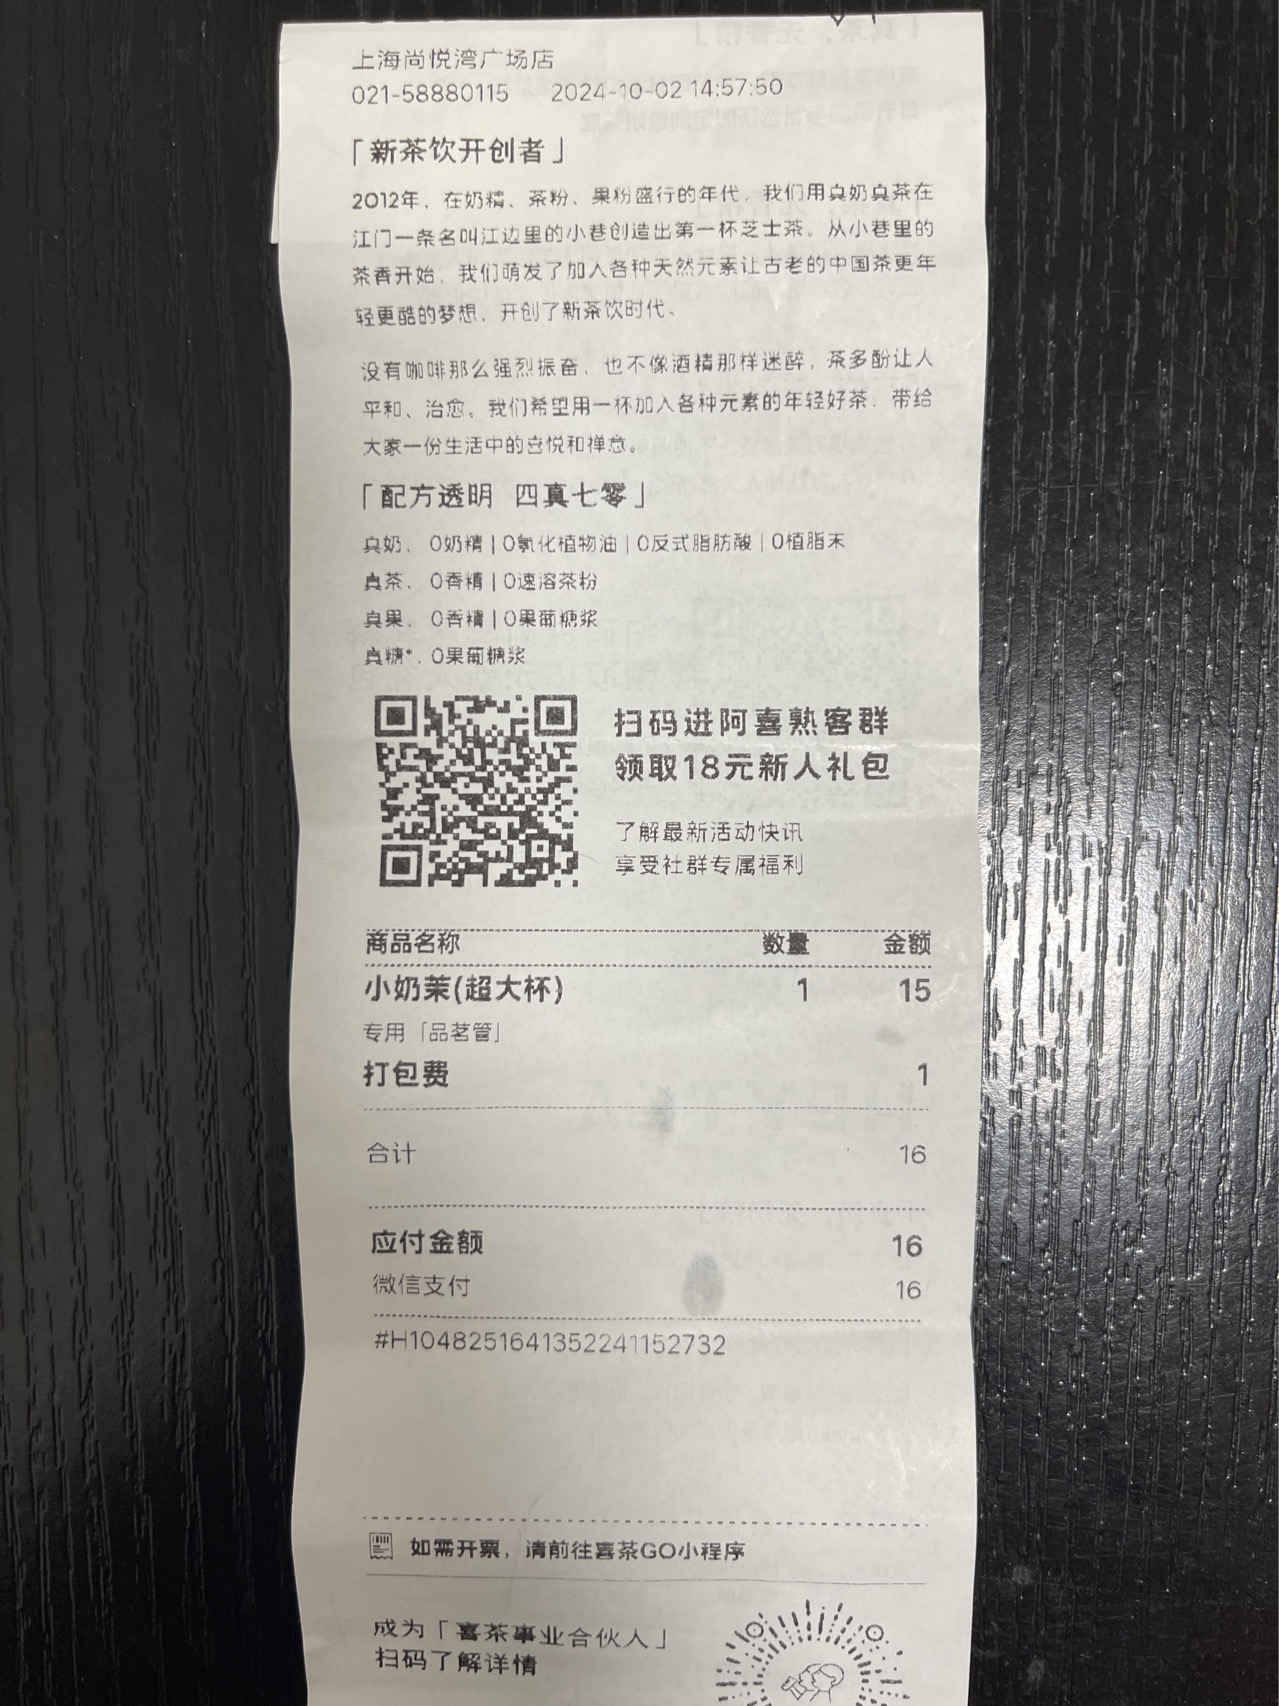 上海尚悦湾广场店
021-58880115 2024-10-02 14:57:50
「新茶饮开创者」
2012年，在奶精、茶粉、果粉盛行的年代，我们用真奶真茶在
江门一条名叫江边里的小巷创造出第一杯芝士茶。从小巷里的
茶香开始，我们萌发了加入各种天然元素让古老的中国茶更年
轻更酷的梦想，开创了新茶饮时代。
没有咖啡那么强烈振奋，也不像酒精那样迷醉，茶多酚让人
平和、治愈。我们希望用一杯加入各种元素的年轻好茶，带给
大家一份生活中的喜悦和禅意。
「配方透明 四真七零」
真奶，0奶精|0氢化植物油|0反式脂肪酸|0植脂末
真茶，0香精|0速溶茶粉
真果，0香精|0果葡糖浆
真糖*，0果葡糖浆
扫码进阿喜熟客群
领取18元新人礼包
了解最新活动快讯
享受社群专属福利
商品名称 数量 金额
小奶茉(超大杯) 1 15
专用「品茗管」
打包费 1
合计 16
应付金额 16
微信支付 16
#H1048251641352241152732
如需开票，请前往喜茶GO小程序
成为「喜茶事业合伙人」
扫码了解详情